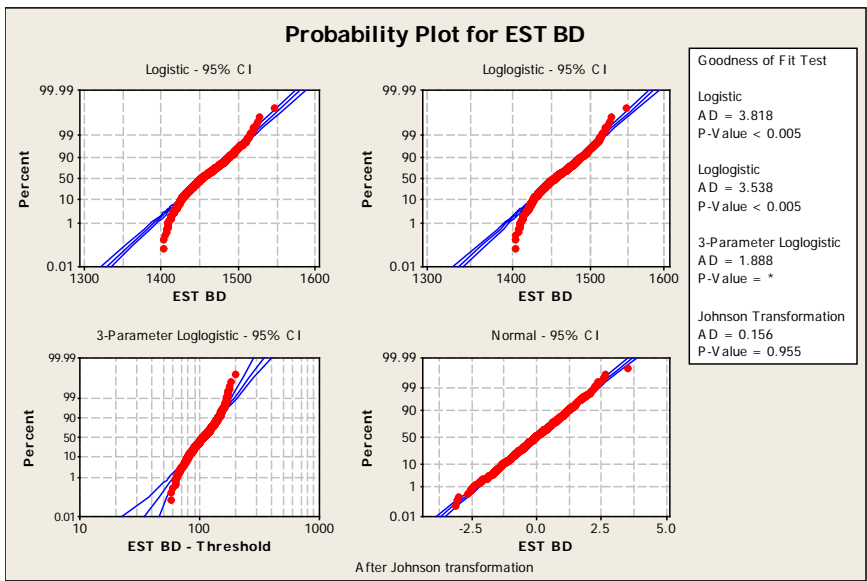 Probability Plot for EST BD
Logistic - 95% CI
99.99
99
90
50
10
1
0.01
Percent
1300
1400
1500
1600
EST BD
Loglogistic - 95% CI
99.99
99
90
50
10
1
0.01
Percent
1300
1400
1500
1600
EST BD
3-Parameter Loglogistic - 95% CI
99.99
99
90
50
10
1
0.01
Percent
10
100
1000
EST BD - Threshold
Normal - 95% CI
99.99
99
90
50
10
1
0.01
Percent
-2.5
0.0
2.5
5.0
EST BD
After Johnson transformation
Goodness of Fit Test
Logistic
AD = 3.818
P-Value < 0.005
Loglogistic
AD = 3.538
P-Value < 0.005
3-Parameter Loglogistic
AD = 1.888
P-Value = *
Johnson Transformation
AD = 0.156
P-Value = 0.955